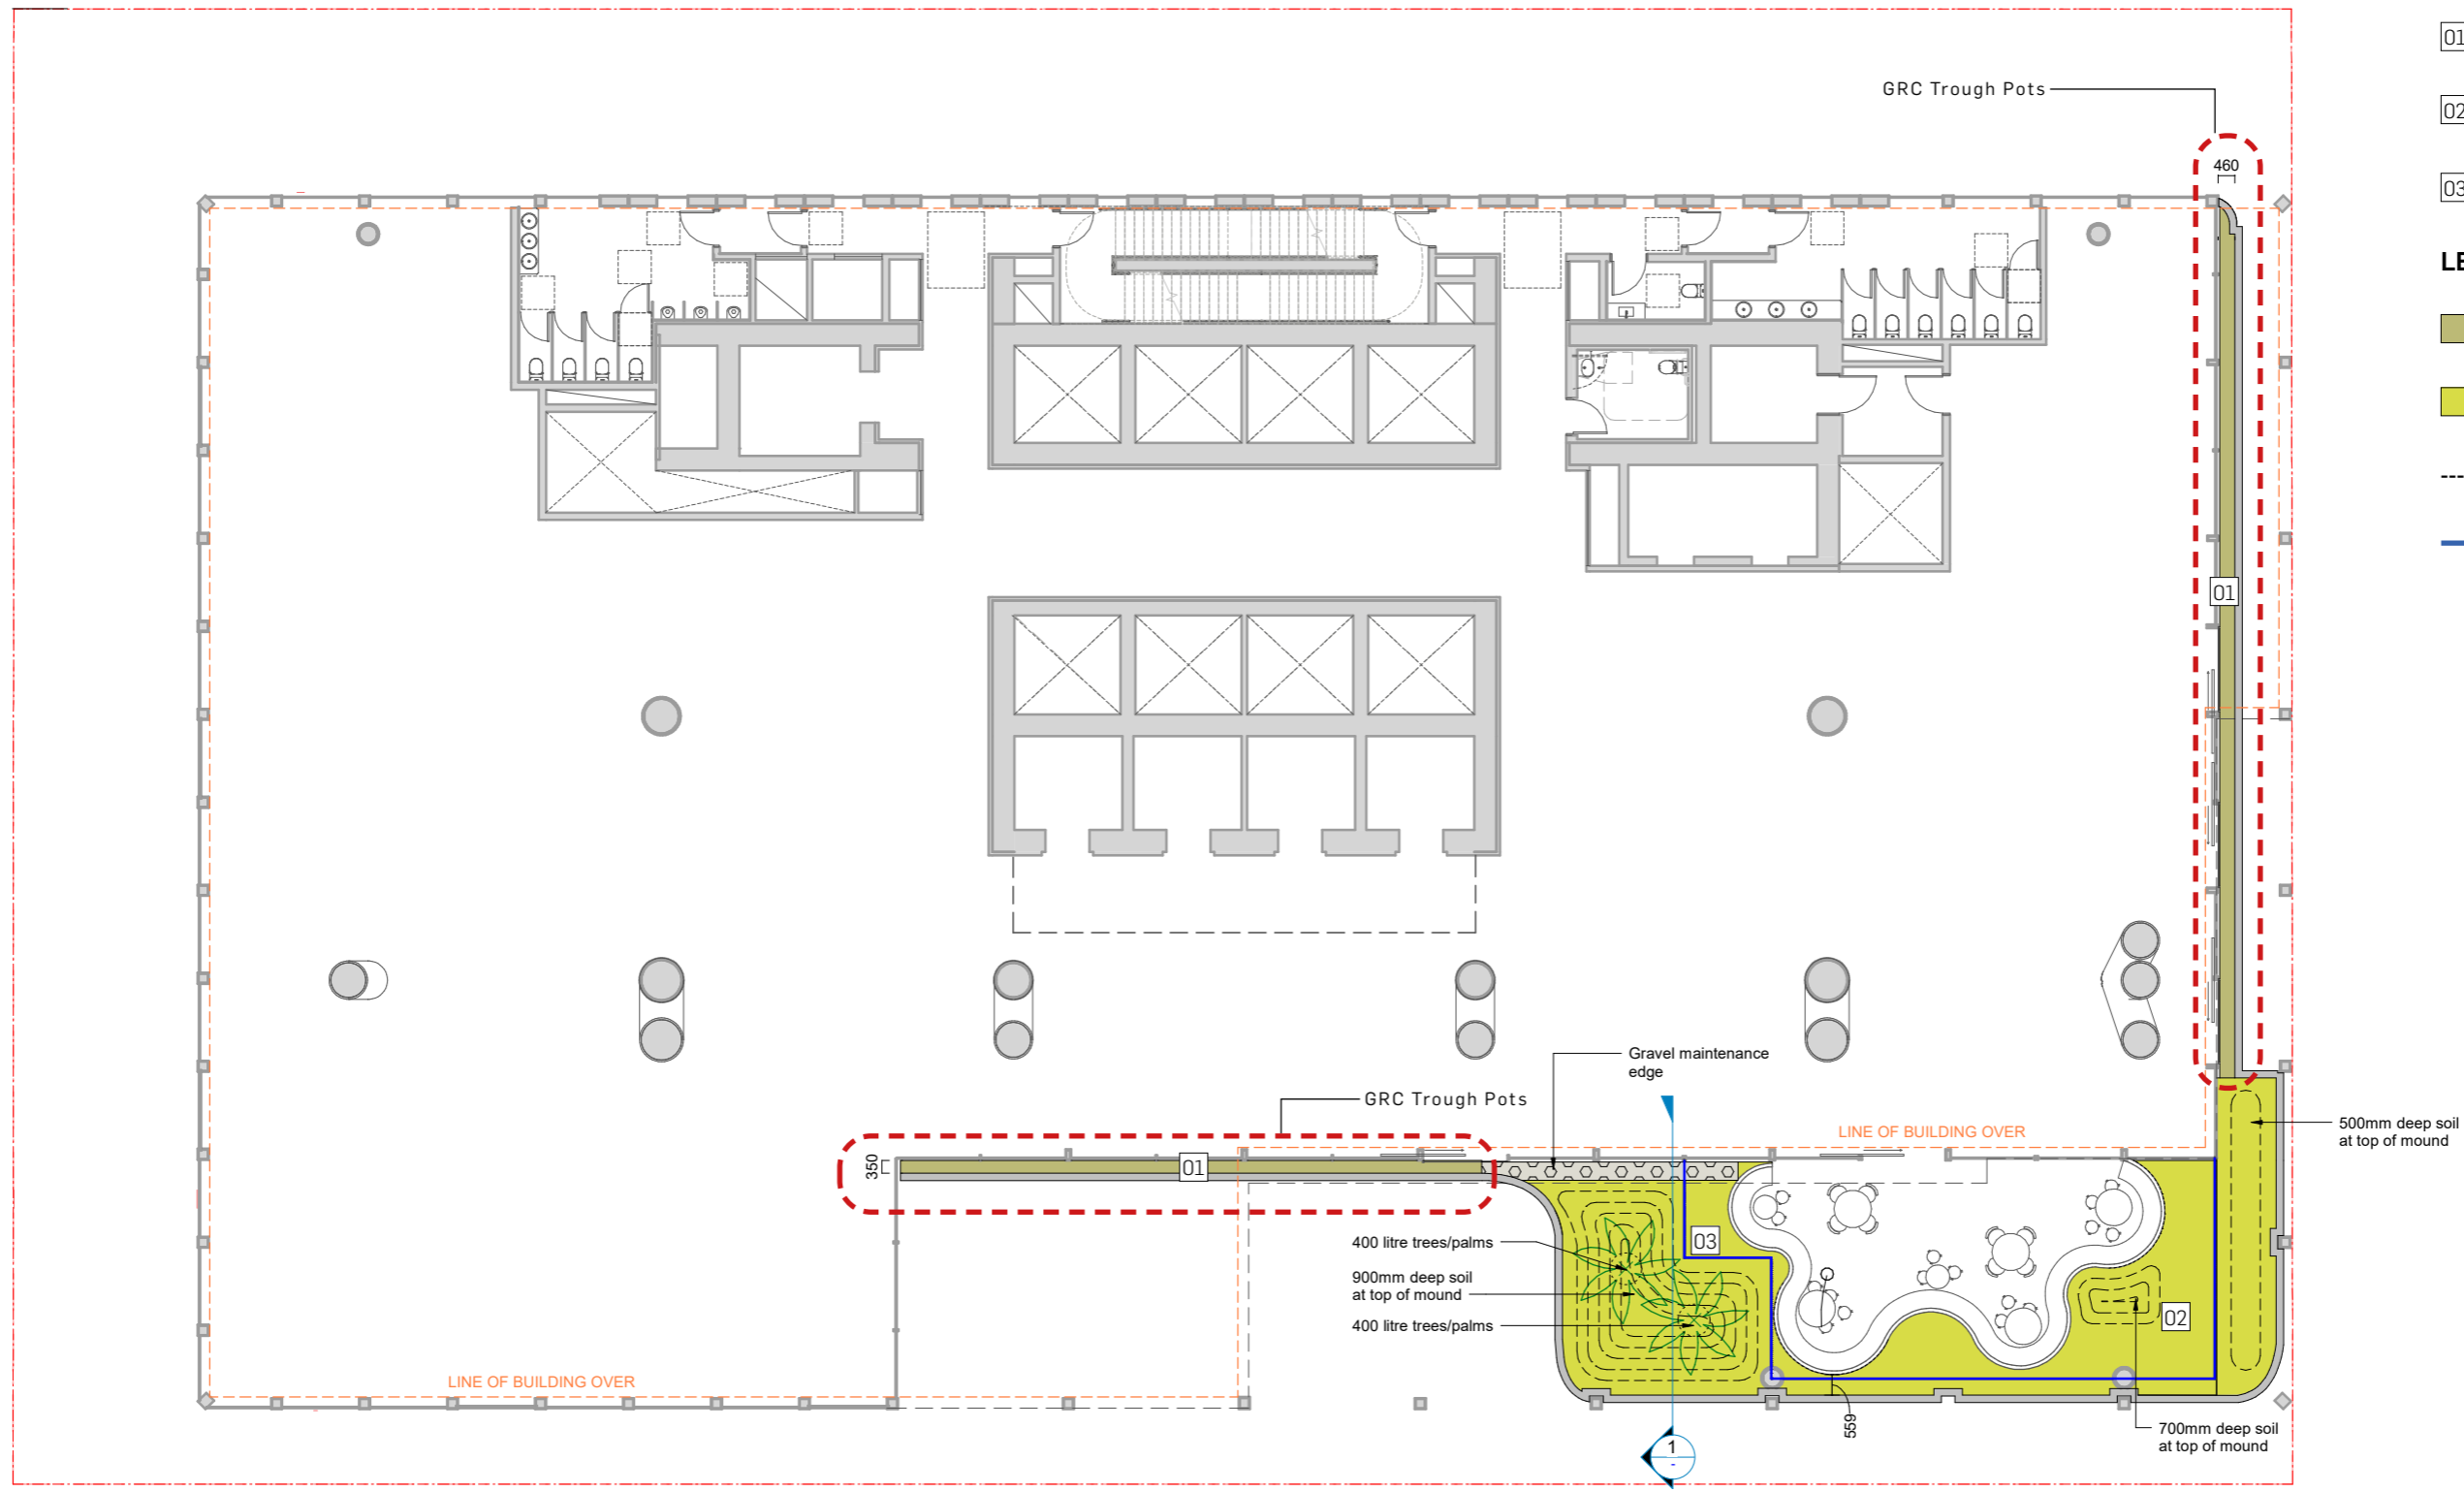 01
GRC Trough Pots
02
460
03
LE
01
Gravel maintenance
edge
GRC Trough Pots
500mm deep soil
at top of mound
LINE OF BUILDING OVER
350
01
03
400 litre trees/palms
900mm deep soil
at top of mound
02
400 litre trees/palms
LINE OF BUILDING OVER
559
700mm deep soil
at top of mound
1
-